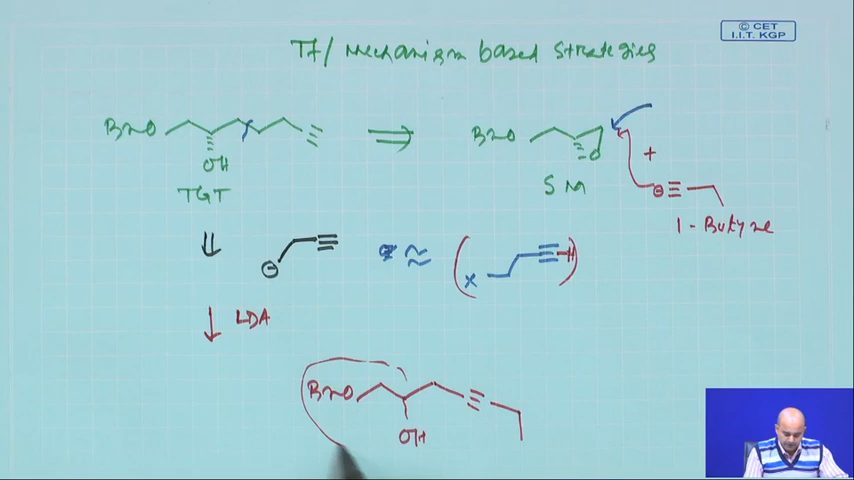 © CET
I.I.T. KGP
Tf/ Mechanism based strategies
BnO
OH
TGT
BnO
O
SM
+
⊖
1-Butyne
⊖
≈
X
H
LDA
BnO
OH